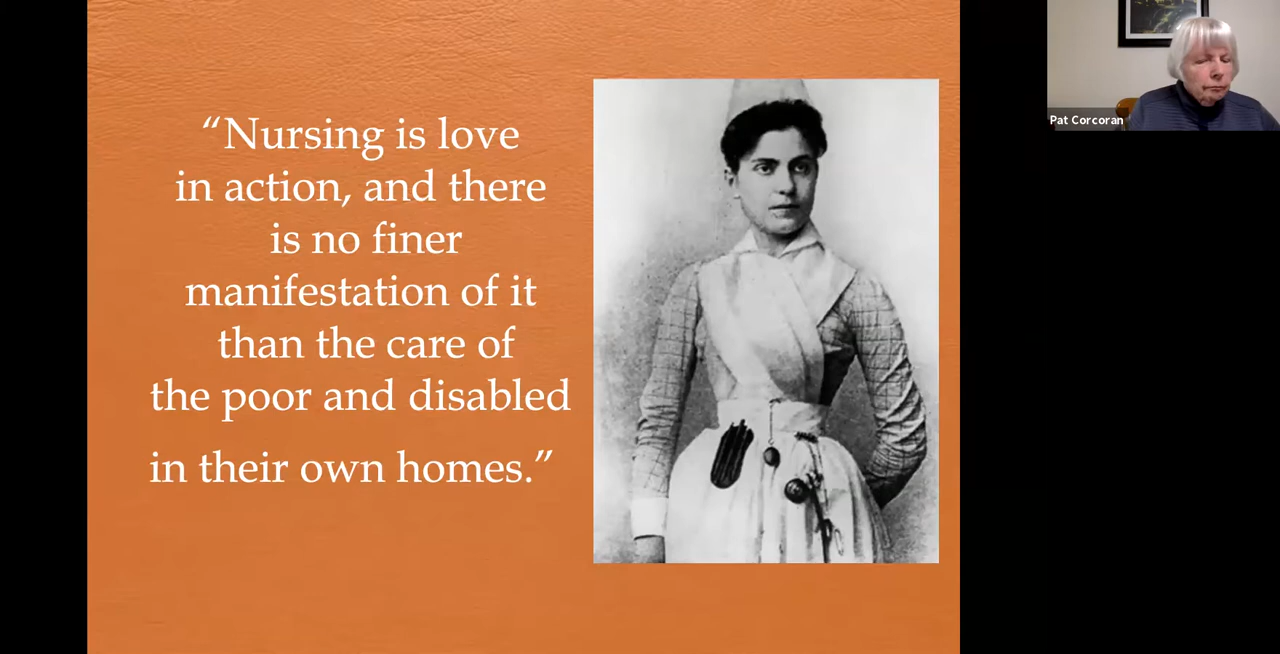 “Nursing is love
in action, and there
is no finer
manifestation of it
than the care of
the poor and disabled
in their own homes.”
Pat Corcoran